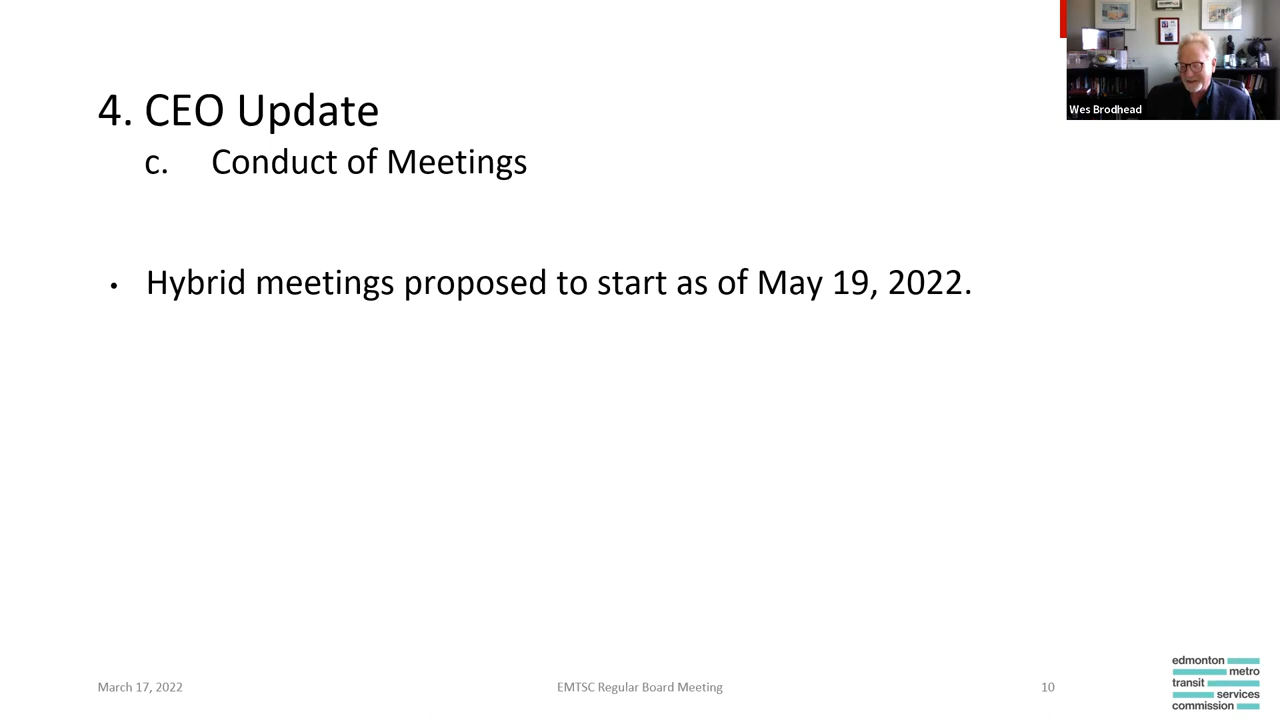 Wes Brodhead
4. CEO Update
c. Conduct of Meetings
• Hybrid meetings proposed to start as of May 19, 2022.
March 17, 2022
EMTSC Regular Board Meeting
10
edmonton
metro
transit
services
commission